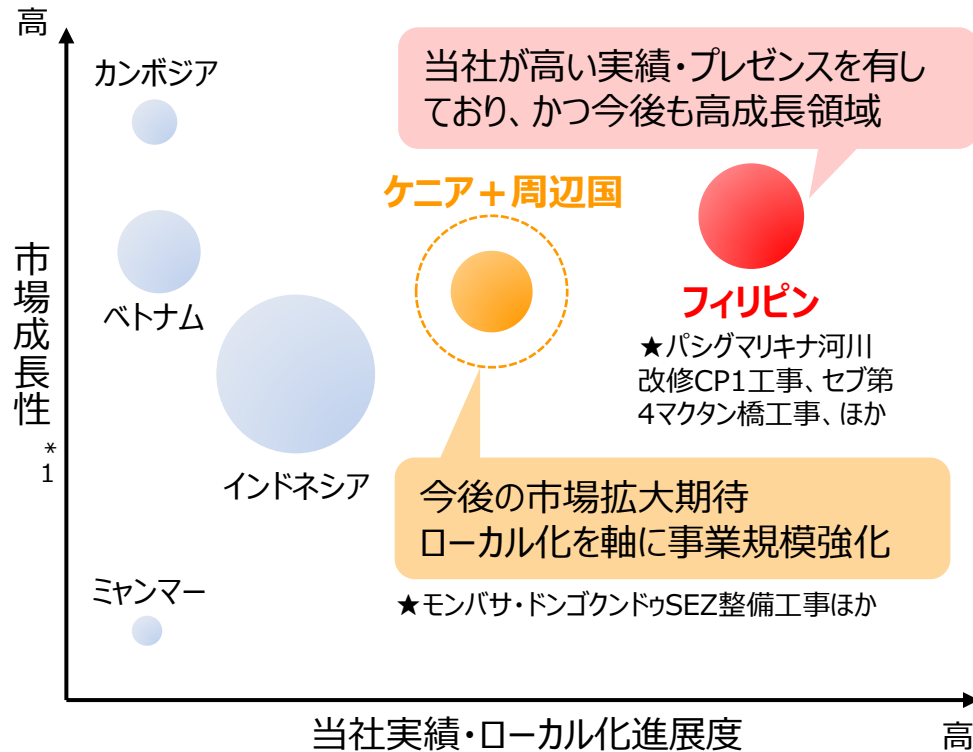 高
カンボジア
当社が高い実績・プレゼンスを有し
ており、かつ今後も高成長領域
ケニア＋周辺国
市場成長性
*1
ベトナム
フィリピン
★パシグマリキナ河川
改修CP1工事、セブ第
4マクタン橋工事、ほか
インドネシア
今後の市場拡大期待
ローカル化を軸に事業規模強化
ミャンマー
★モンバサ・ドンゴクンドゥSEZ整備工事ほか
当社実績・ローカル化進展度
高